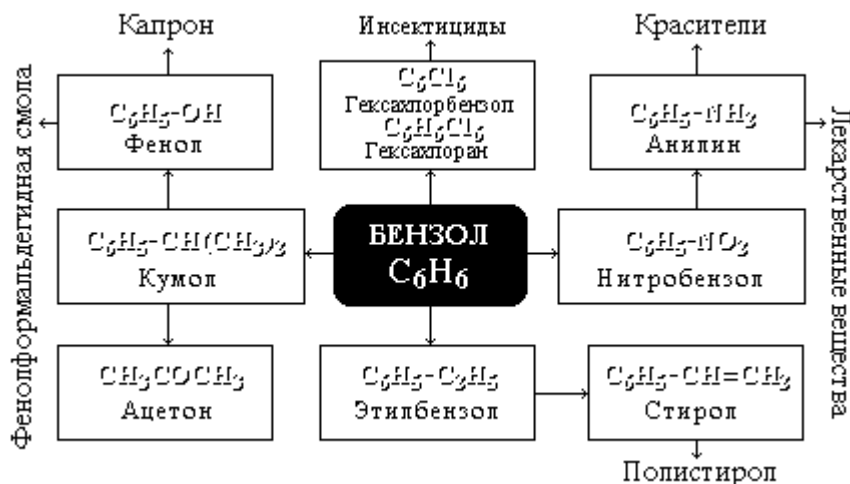 Капрон
Инсектициды
Красители
Фенолформальдегидная смола
C₆H₅-OH
Фенол
C₆Cl₆
Гексахлорбензол
C₆H₆Cl₆
Гексахлоран
C₆H₅-NH₂
Анилин
Лекарственные вещества
C₆H₅-CH(CH₃)₂
Кумол
БЕНЗОЛ
C₆H₆
C₆H₅-NO₂
Нитробензол
CH₃COCH₃
Ацетон
C₆H₅-C₂H₅
Этилбензол
C₆H₅-CH=CH₂
Стирол
Полистирол